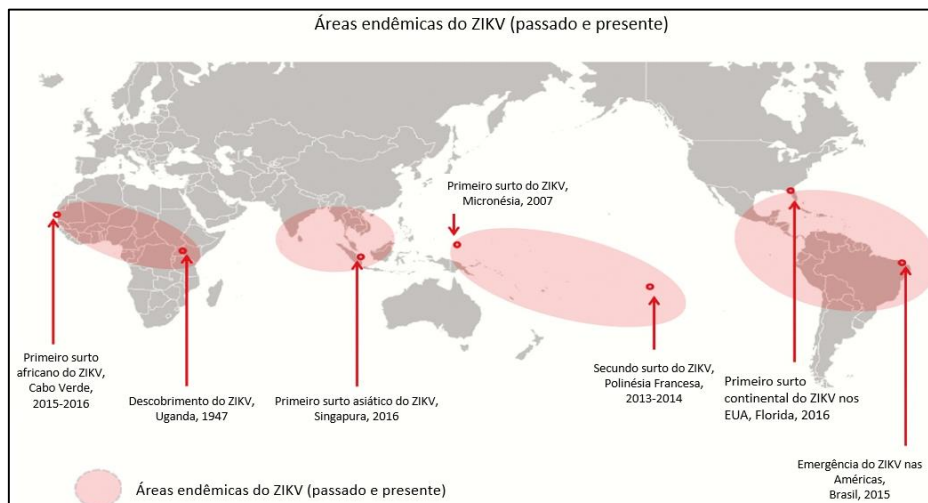 Áreas endêmicas do ZIKV (passado e presente)
Primeiro surto do ZIKV,
Micronésia, 2007
Primeiro surto
africano do ZIKV,
Cabo Verde,
2015-2016
Descobrimento do ZIKV,
Uganda, 1947
Primeiro surto asiático do ZIKV,
Singapura, 2016
Secundo surto do ZIKV,
Polinésia Francesa,
2013-2014
Primeiro surto
continental do ZIKV nos
EUA, Florida, 2016
Emergência do ZIKV nas
Américas,
Brasil, 2015
Áreas endêmicas do ZIKV (passado e presente)